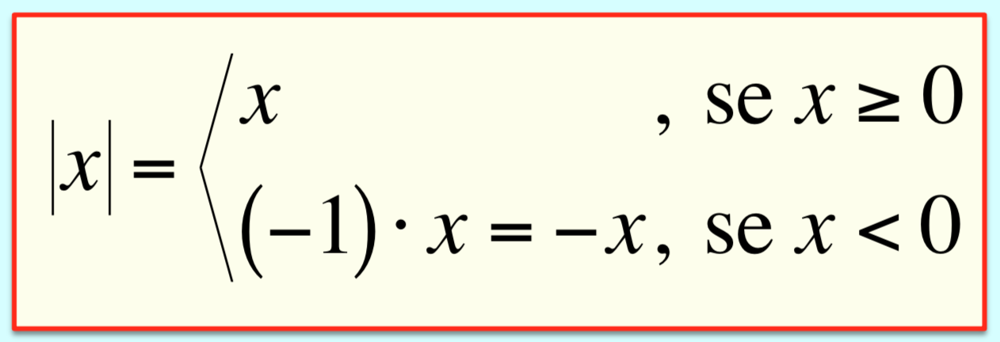 x , se x ≥ 0
|x| =
(−1) · x = −x, se x < 0